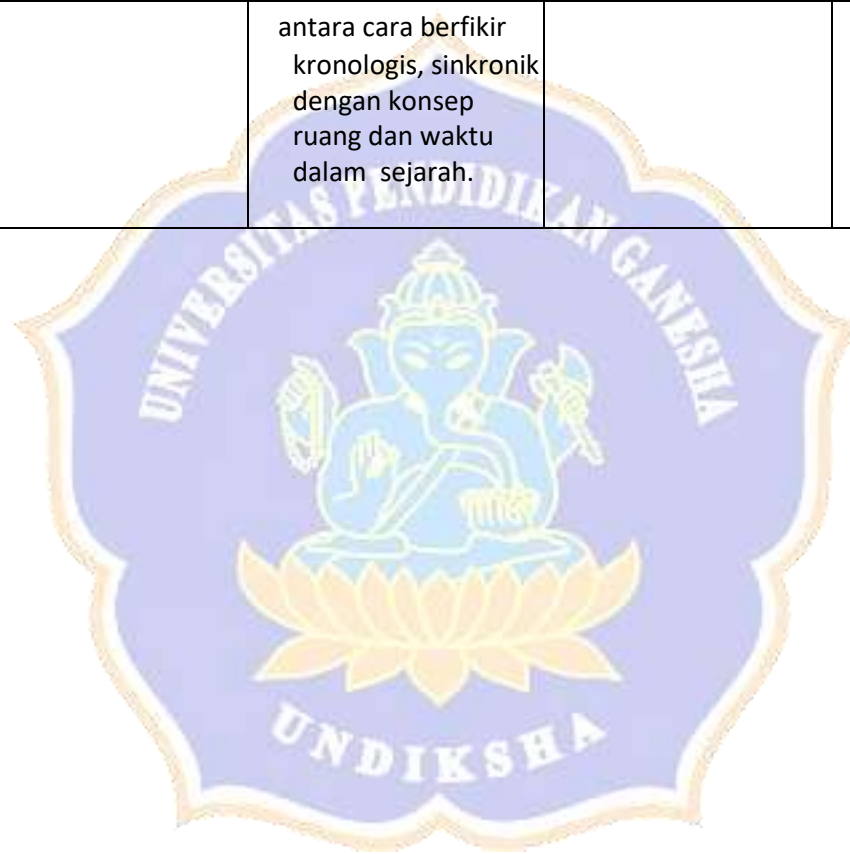 antara cara berfikir
kronologis, sinkronik
dengan konsep
ruang dan waktu
dalam sejarah.
UNIVERSITAS PENDIDIKAN GANESHA
UNDIKSHA